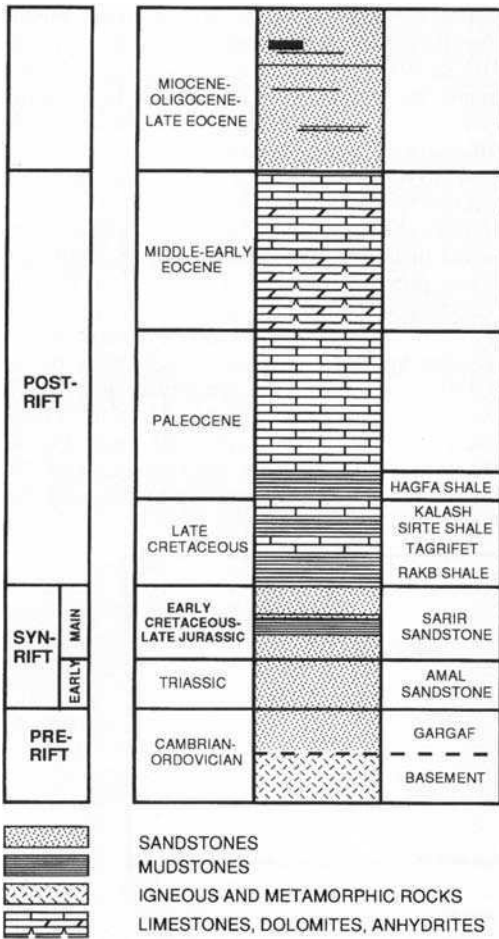 MIOCENE-
OLIGOCENE-
LATE EOCENE
MIDDLE-EARLY
EOCENE
POST-
RIFT
PALEOCENE
HAGFA SHALE
LATE
CRETACEOUS
KALASH
SIRTE SHALE
TAGRIFET
RAKB SHALE
SYN-
RIFT
MAIN
EARLY
CRETACEOUS-
LATE JURASSIC
SARIR
SANDSTONE
EARLY
TRIASSIC
AMAL
SANDSTONE
PRE-
RIFT
CAMBRIAN-
ORDOVICIAN
GARGAF
BASEMENT
SANDSTONES
MUDSTONES
IGNEOUS AND METAMORPHIC ROCKS
LIMESTONES, DOLOMITES, ANHYDRITES